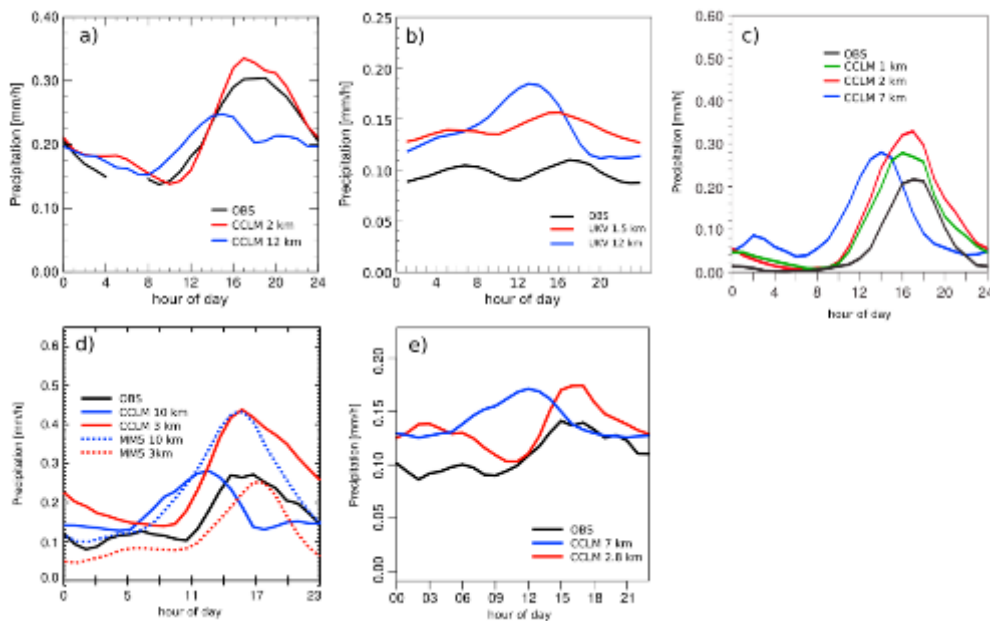 a)
Precipitation [mm/h]
0.40
0.30
0.20
0.10
0.00
OBS
CCLM 2 km
CCLM 12 km
0 4 8 12 16 20 24
hour of day
b)
Precipitation [mm/h]
0.25
0.20
0.15
0.10
0.05
0.00
OBS
UKV 1.5 km
UKV 12 km
0 4 8 12 16 20
hour of day
c)
Precipitation [mm/h]
0.60
0.50
0.40
0.30
0.20
0.10
0.00
OBS
CCLM 1 km
CCLM 2 km
CCLM 7 km
0 4 8 12 16 20 24
hour of day
d)
Precipitation [mm/h]
0.6
0.5
0.4
0.3
0.2
0.1
0.0
OBS
CCLM 10 km
CCLM 3 km
MM5 10 km
MM5 3km
0 5 11 17 23
hour of day
e)
Precipitation [mm/h]
0.20
0.15
0.10
0.00
OBS
CCLM 7 km
CCLM 2.8 km
00 03 06 09 12 15 18 21
hour of day